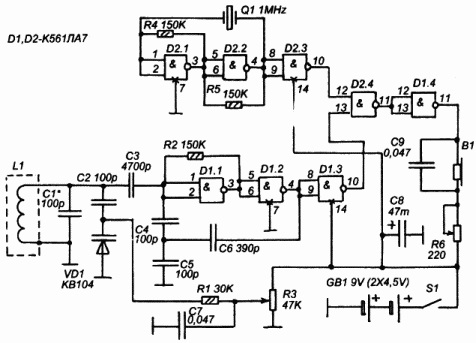 Q1 1MHz
D1,D2-К561ЛА7
R4 150K
D2.1 D2.2 D2.3
1 & 3 5 & 4 8 & 10
2 6 9
7 R5 150K 14
D2.4 D1.4
12 & 11 12 & 11
13 13
B1
C9 0,047
C3 4700p
R2 150K
L1
C1* 100p
C2 100p
D1.1 D1.2 D1.3
1 & 3 5 & 4 8 & 10
2 6 9
7 14
C8 47m
C4 100p
C6 390p
C5 100p
VD1 КВ104
R6 220
R1 30K
R3 47K
GB1 9V (2X4,5V)
S1
C7 0,047